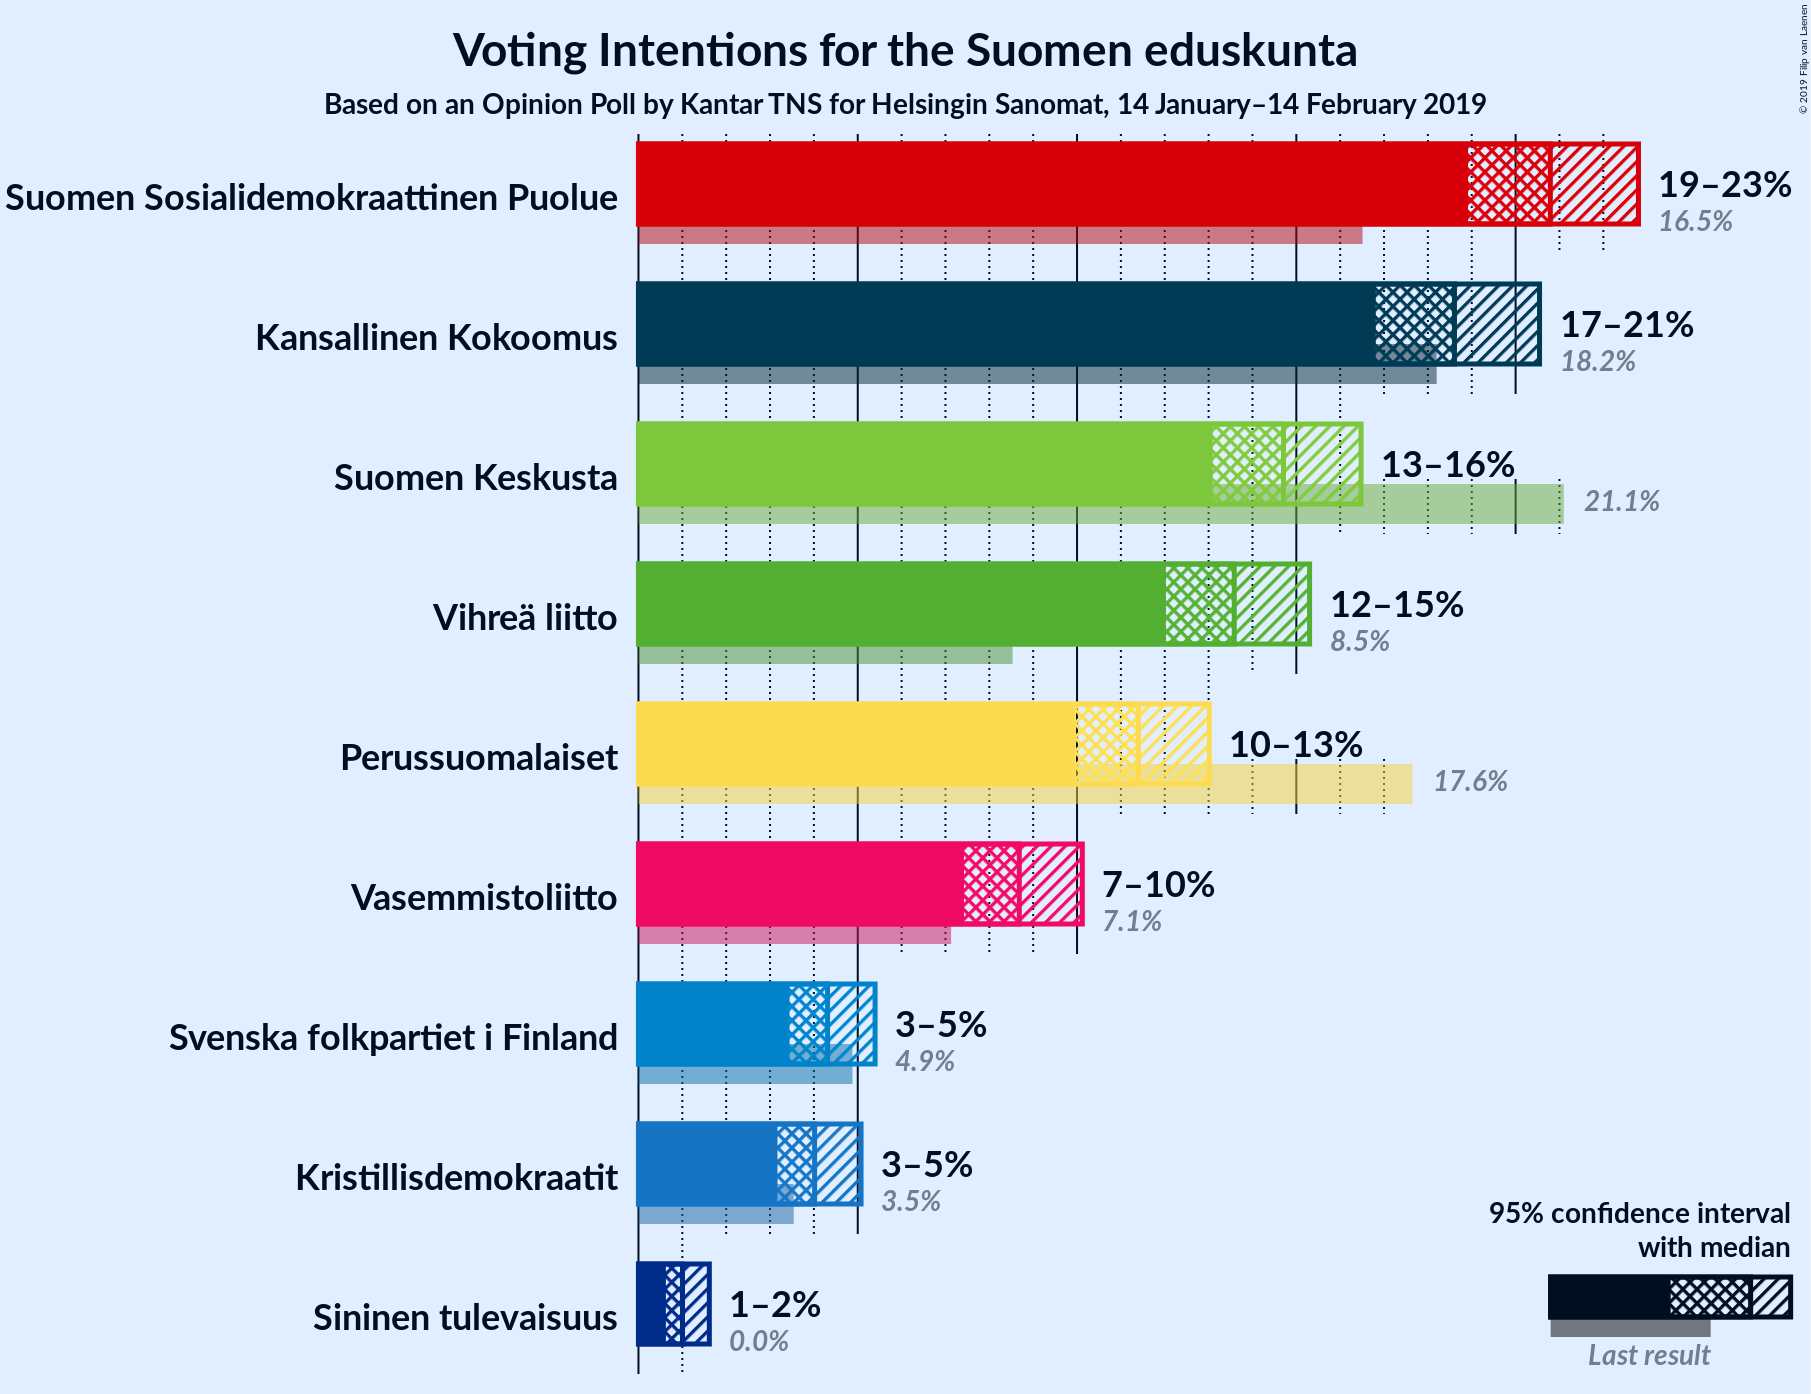 Voting Intentions for the Suomen eduskunta
Based on an Opinion Poll by Kantar TNS for Helsingin Sanomat, 14 January–14 February 2019
© 2019 Filip van Laenen
Suomen Sosialidemokraattinen Puolue
19–23%
16.5%
Kansallinen Kokoomus
17–21%
18.2%
Suomen Keskusta
13–16%
21.1%
Vihreä liitto
12–15%
8.5%
Perussuomalaiset
10–13%
17.6%
Vasemmistoliitto
7–10%
7.1%
Svenska folkpartiet i Finland
3–5%
4.9%
Kristillisdemokraatit
3–5%
3.5%
Sininen tulevaisuus
1–2%
0.0%
95% confidence interval
with median
Last result